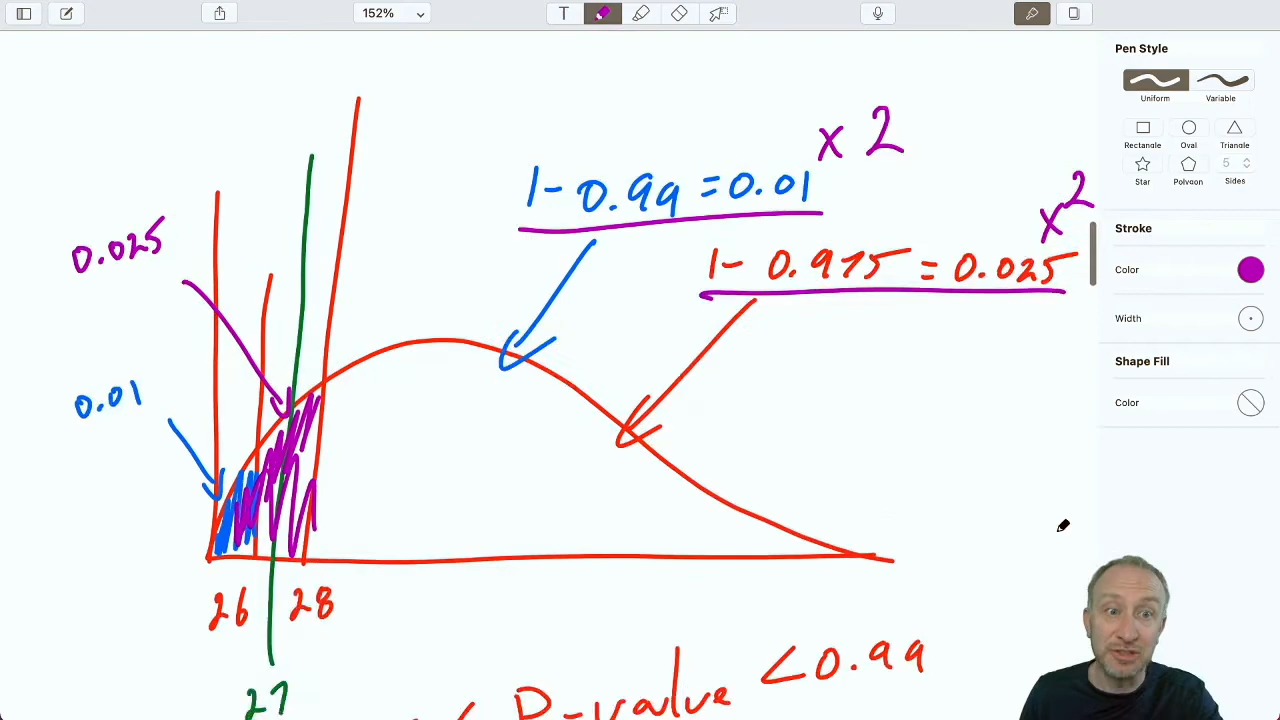 152%
T
Pen Style
Uniform Variable
Rectangle Oval Triangle
5
Star Polygon Sides
Stroke
Color
Width
Shape Fill
Color
x 2
1-0.99=0.01
x2
1-0.975=0.025
0.025
0.01
26 28
27
< P-value <0.99